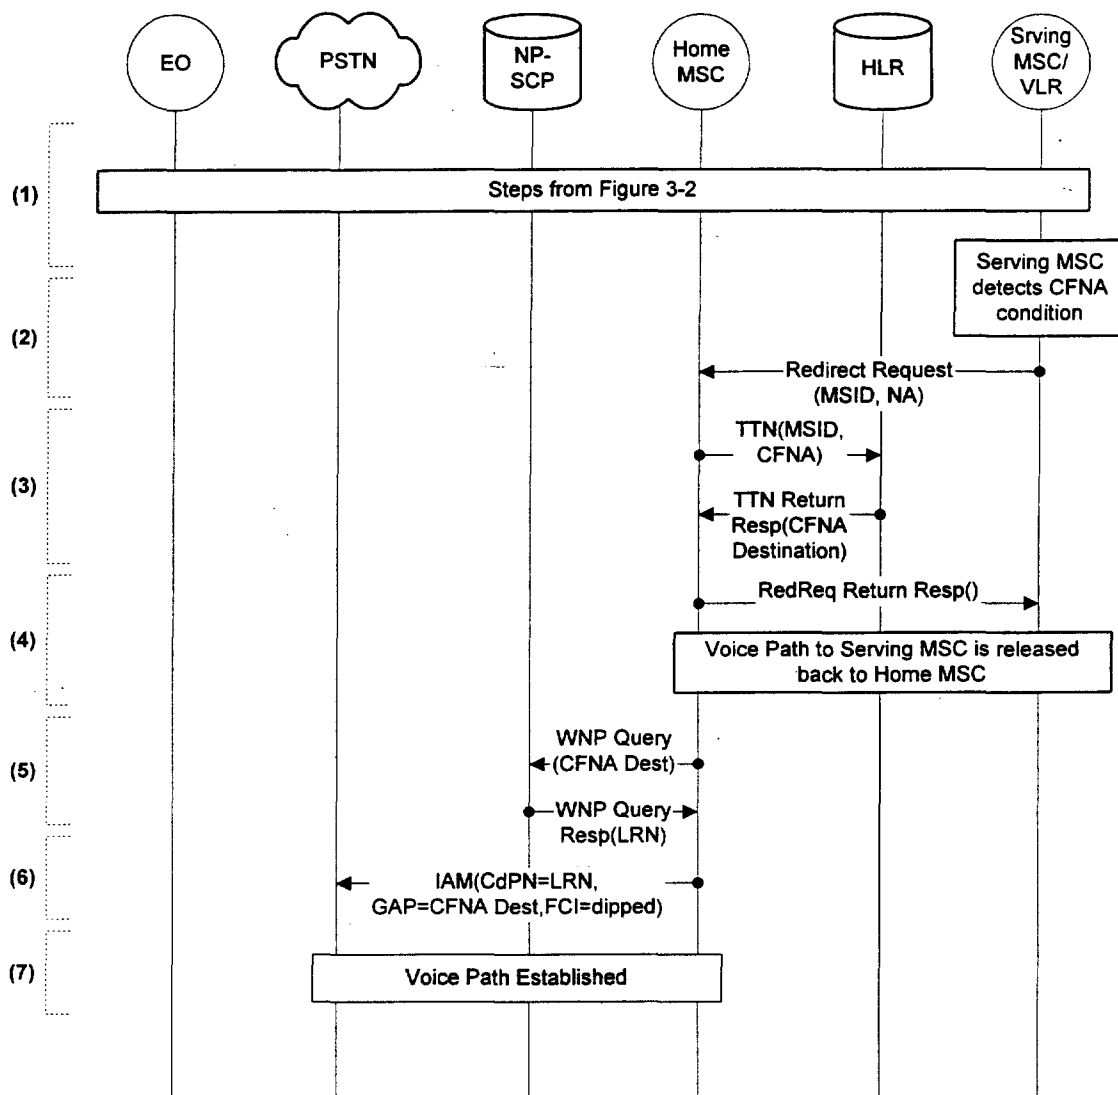 EO
PSTN
NP-
SCP
Home
MSC
HLR
Srving
MSC/
VLR
(1)
Steps from Figure 3-2
Serving MSC
detects CFNA
condition
(2)
Redirect Request
(MSID, NA)
TTN(MSID,
CFNA)
(3)
TTN Return
Resp(CFNA
Destination)
RedReq Return Resp()
(4)
Voice Path to Serving MSC is released
back to Home MSC
WNP Query
(CFNA Dest)
(5)
WNP Query
Resp(LRN)
(6)
IAM(CdPN=LRN,
GAP=CFNA Dest,FCI=dipped)
(7)
Voice Path Established